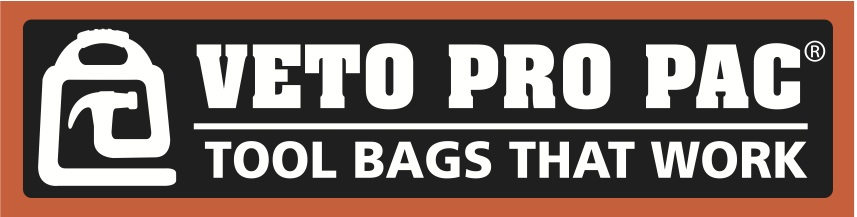 VETO PRO PAC®
TOOL BAGS THAT WORK